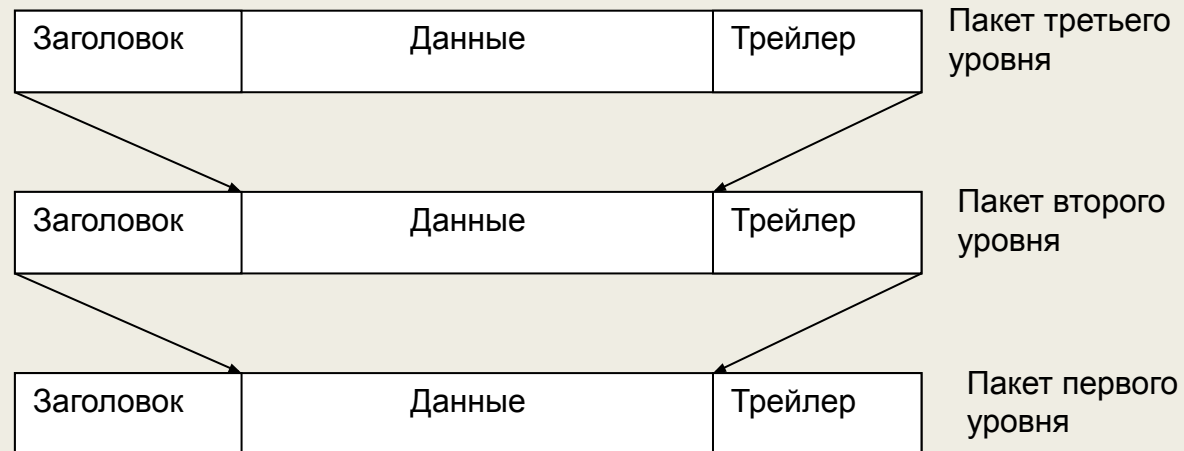 Заголовок Данные Трейлер
Пакет третьего
уровня
Заголовок Данные Трейлер
Пакет второго
уровня
Заголовок Данные Трейлер
Пакет первого
уровня